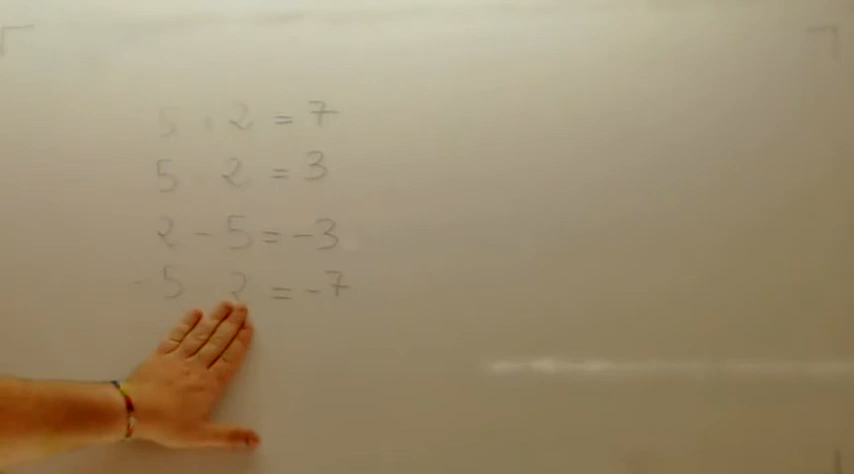 5 + 2 = 7
5 - 2 = 3
2 - 5 = -3
-5 - 2 = -7